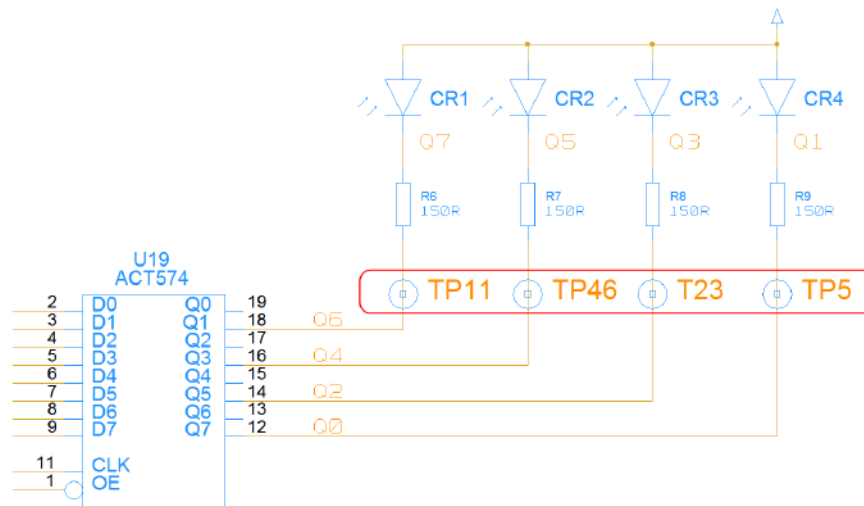 CR1 CR2 CR3 CR4
Q7 Q5 Q3 Q1
R6 R7 R8 R9
150R 150R 150R 150R
TP11 TP46 T23 TP5
U19
ACT574
2 D0 Q0 19
3 D1 Q1 18 Q6
4 D2 Q2 17
5 D3 Q3 16 Q4
6 D4 Q4 15
7 D5 Q5 14 Q2
8 D6 Q6 13
9 D7 Q7 12 Q0
11 CLK
1 OE